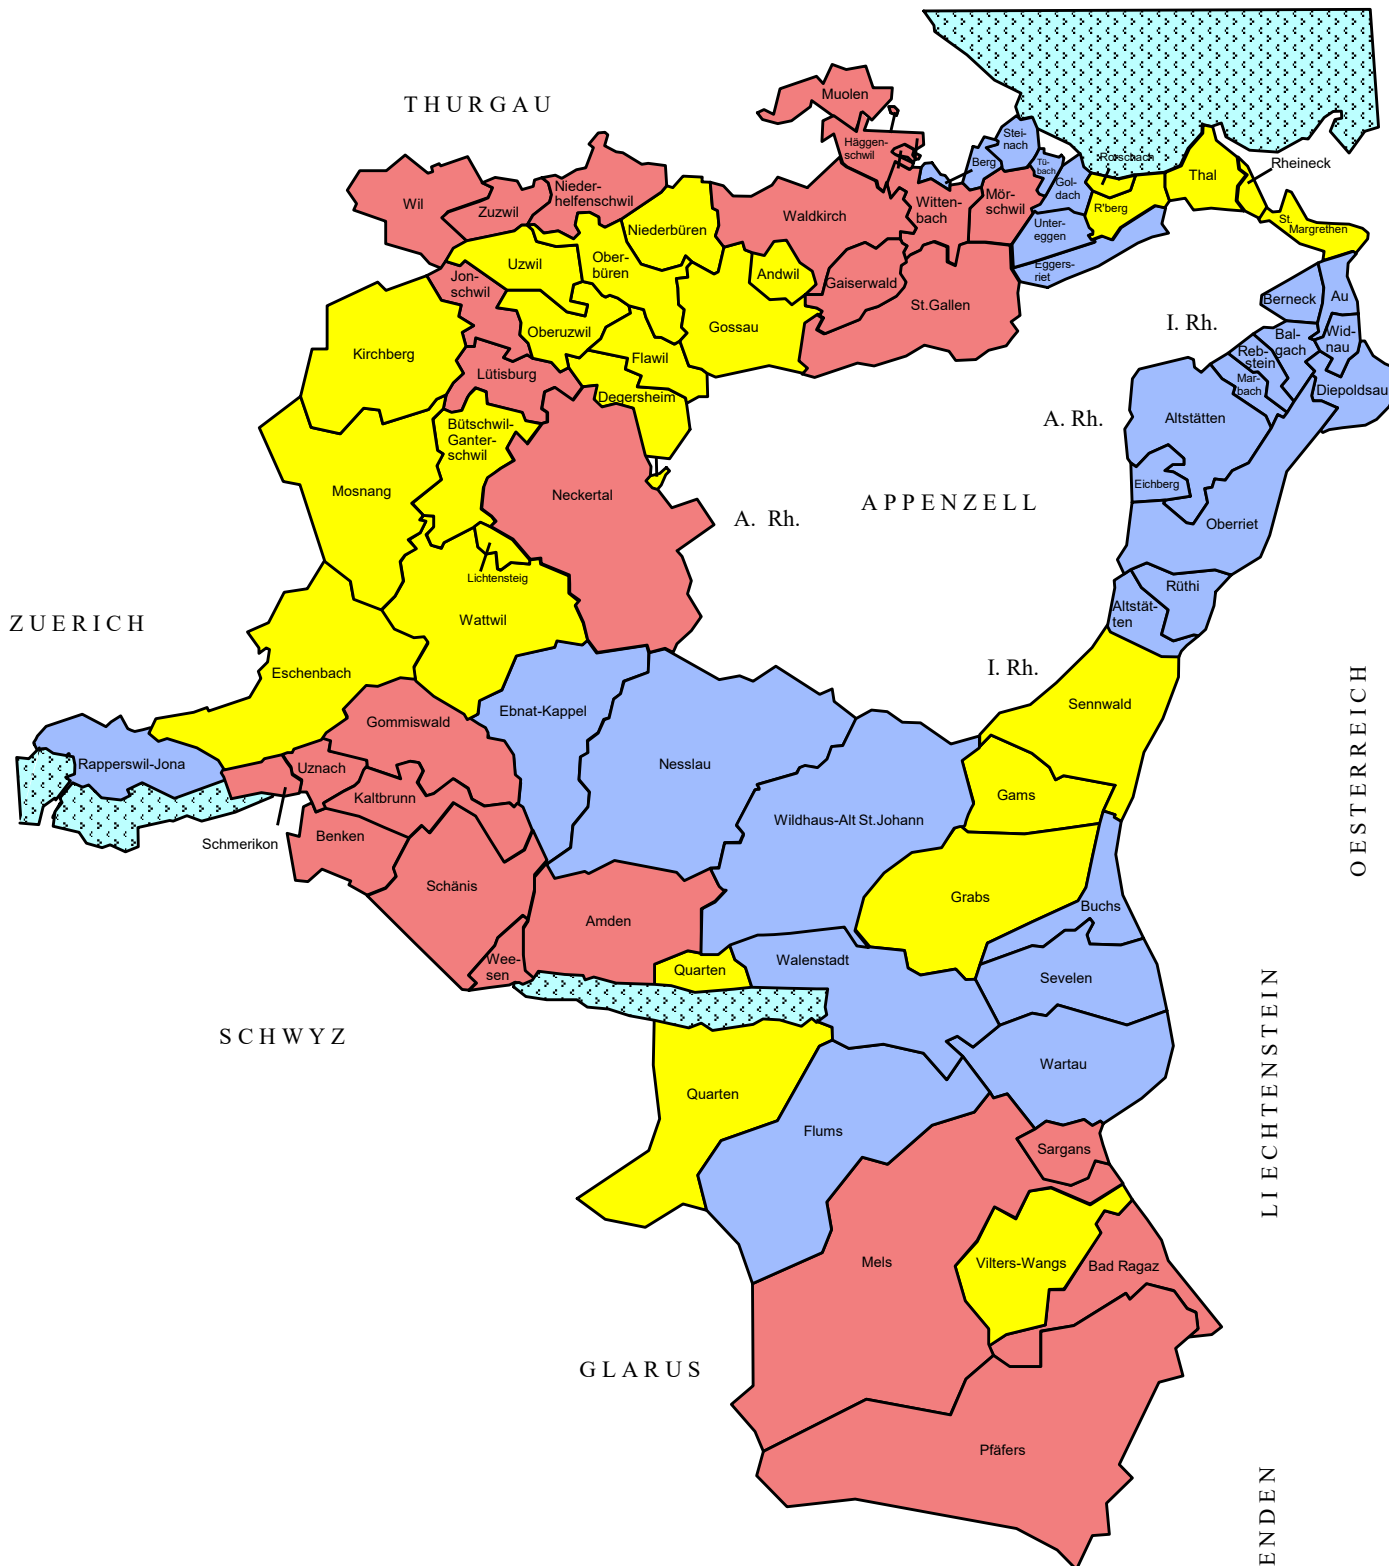 THURGAU
Muolen
Häggen-
schwil
Stei-
nach
Berg
Tü-
bach
Rorschach
Rheineck
Thal
Gol-
dach
R'berg
St.
Margrethen
Wil
Zuzwil
Nieder-
helfenschwil
Waldkirch
Witten-
bach
Mör-
schwil
Unter-
eggen
Eggers-
riet
Niederbüren
Uzwil
Ober-
büren
Andwil
Gaiserwald
St.Gallen
Jon-
schwil
Oberuzwil
Gossau
Flawil
Kirchberg
Lütisburg
Degersheim
Berneck
Au
I. Rh.
Bal-
gach
Wid-
nau
Reb-
stein
Mar-
bach
Diepoldsau
Bütschwil-
Ganter-
schwil
A. Rh.
Altstätten
Mosnang
Neckertal
Eichberg
APPENZELL
A. Rh.
Oberriet
Lichtensteig
Rüthi
Altstät-
ten
ZUERICH
Wattwil
Eschenbach
I. Rh.
Sennwald
OESTERREICH
Gommiswald
Ebnat-Kappel
Rapperswil-Jona
Uznach
Nesslau
Kaltbrunn
Gams
Schmerikon
Benken
Wildhaus-Alt St.Johann
Schänis
Grabs
Buchs
Amden
Wee-
sen
Quarten
Walenstadt
Sevelen
SCHWYZ
LIECHTENSTEIN
Wartau
Quarten
Flums
Sargans
Mels
Vilters-Wangs
Bad Ragaz
GLARUS
Pfäfers
ENDEN